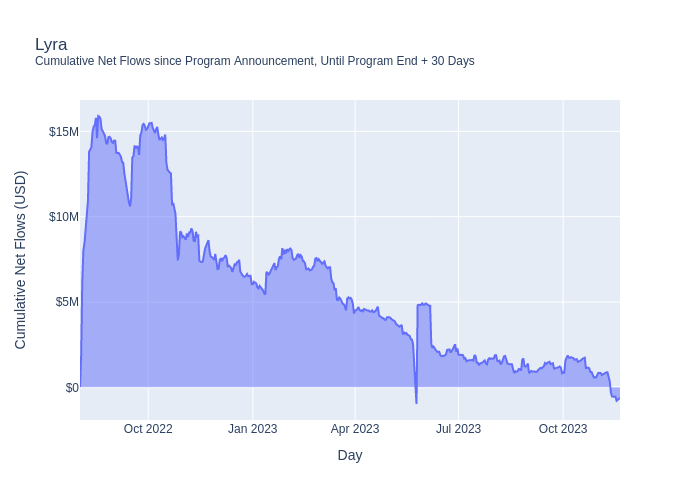 Lyra
Cumulative Net Flows since Program Announcement, Until Program End + 30 Days
Cumulative Net Flows (USD)
$15M
$10M
$5M
$0
Oct 2022
Jan 2023
Apr 2023
Jul 2023
Oct 2023
Day